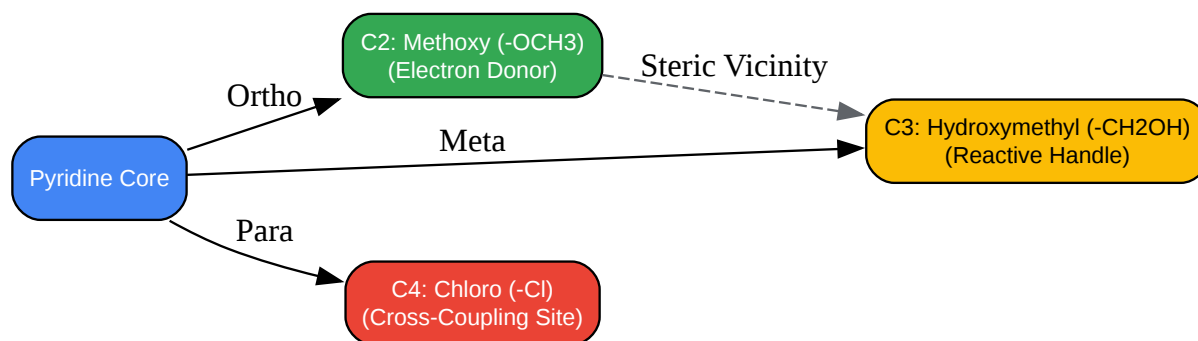 C2: Methoxy (-OCH3)
(Electron Donor)
Steric Vicinity
Ortho
C3: Hydroxymethyl (-CH2OH)
(Reactive Handle)
Meta
Pyridine Core
Para
C4: Chloro (-Cl)
(Cross-Coupling Site)